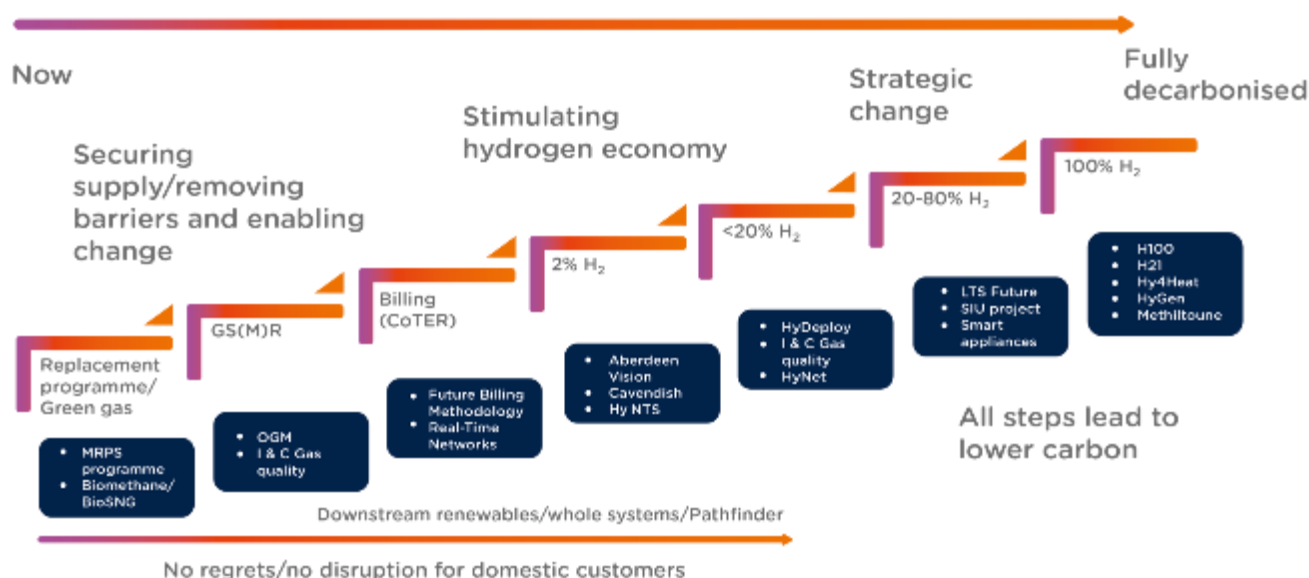 Now
Fully
decarbonised
Strategic
change
Stimulating
hydrogen economy
Securing
supply/removing
barriers and enabling
change
Replacement
programme/
Green gas
GS(M)R
Billing
(CoTER)
2% H₂
<20% H₂
20-80% H₂
100% H₂
• MRPS
programme
• Biomethane/
BioSNG
• OGM
• I & C Gas
quality
• Future Billing
Methodology
• Real-Time
Networks
• Aberdeen
Vision
• Cavendish
• Hy NTS
• HyDeploy
• I & C Gas
quality
• HyNet
• LTS Future
• SIU project
• Smart
appliances
• H100
• H21
• Hy4Heat
• HyGen
• Methiltoune
All steps lead to
lower carbon
Downstream renewables/whole systems/Pathfinder
No regrets/no disruption for domestic customers